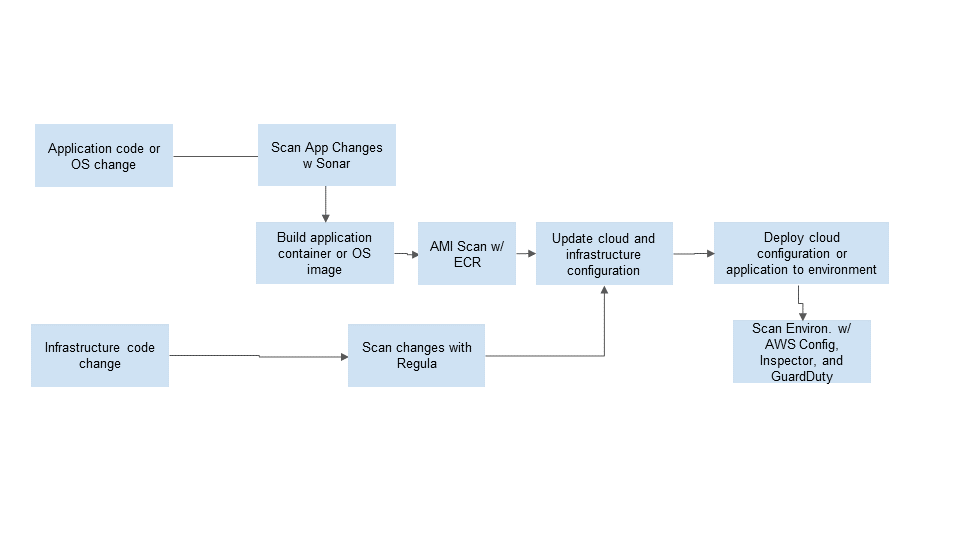 Application code or
OS change
Scan App Changes
w Sonar
Build application
container or OS
image
AMI Scan w/
ECR
Update cloud and
infrastructure
configuration
Deploy cloud
configuration or
application to environment
Infrastructure code
change
Scan changes with
Regula
Scan Environ. w/
AWS Config,
Inspector, and
GuardDuty